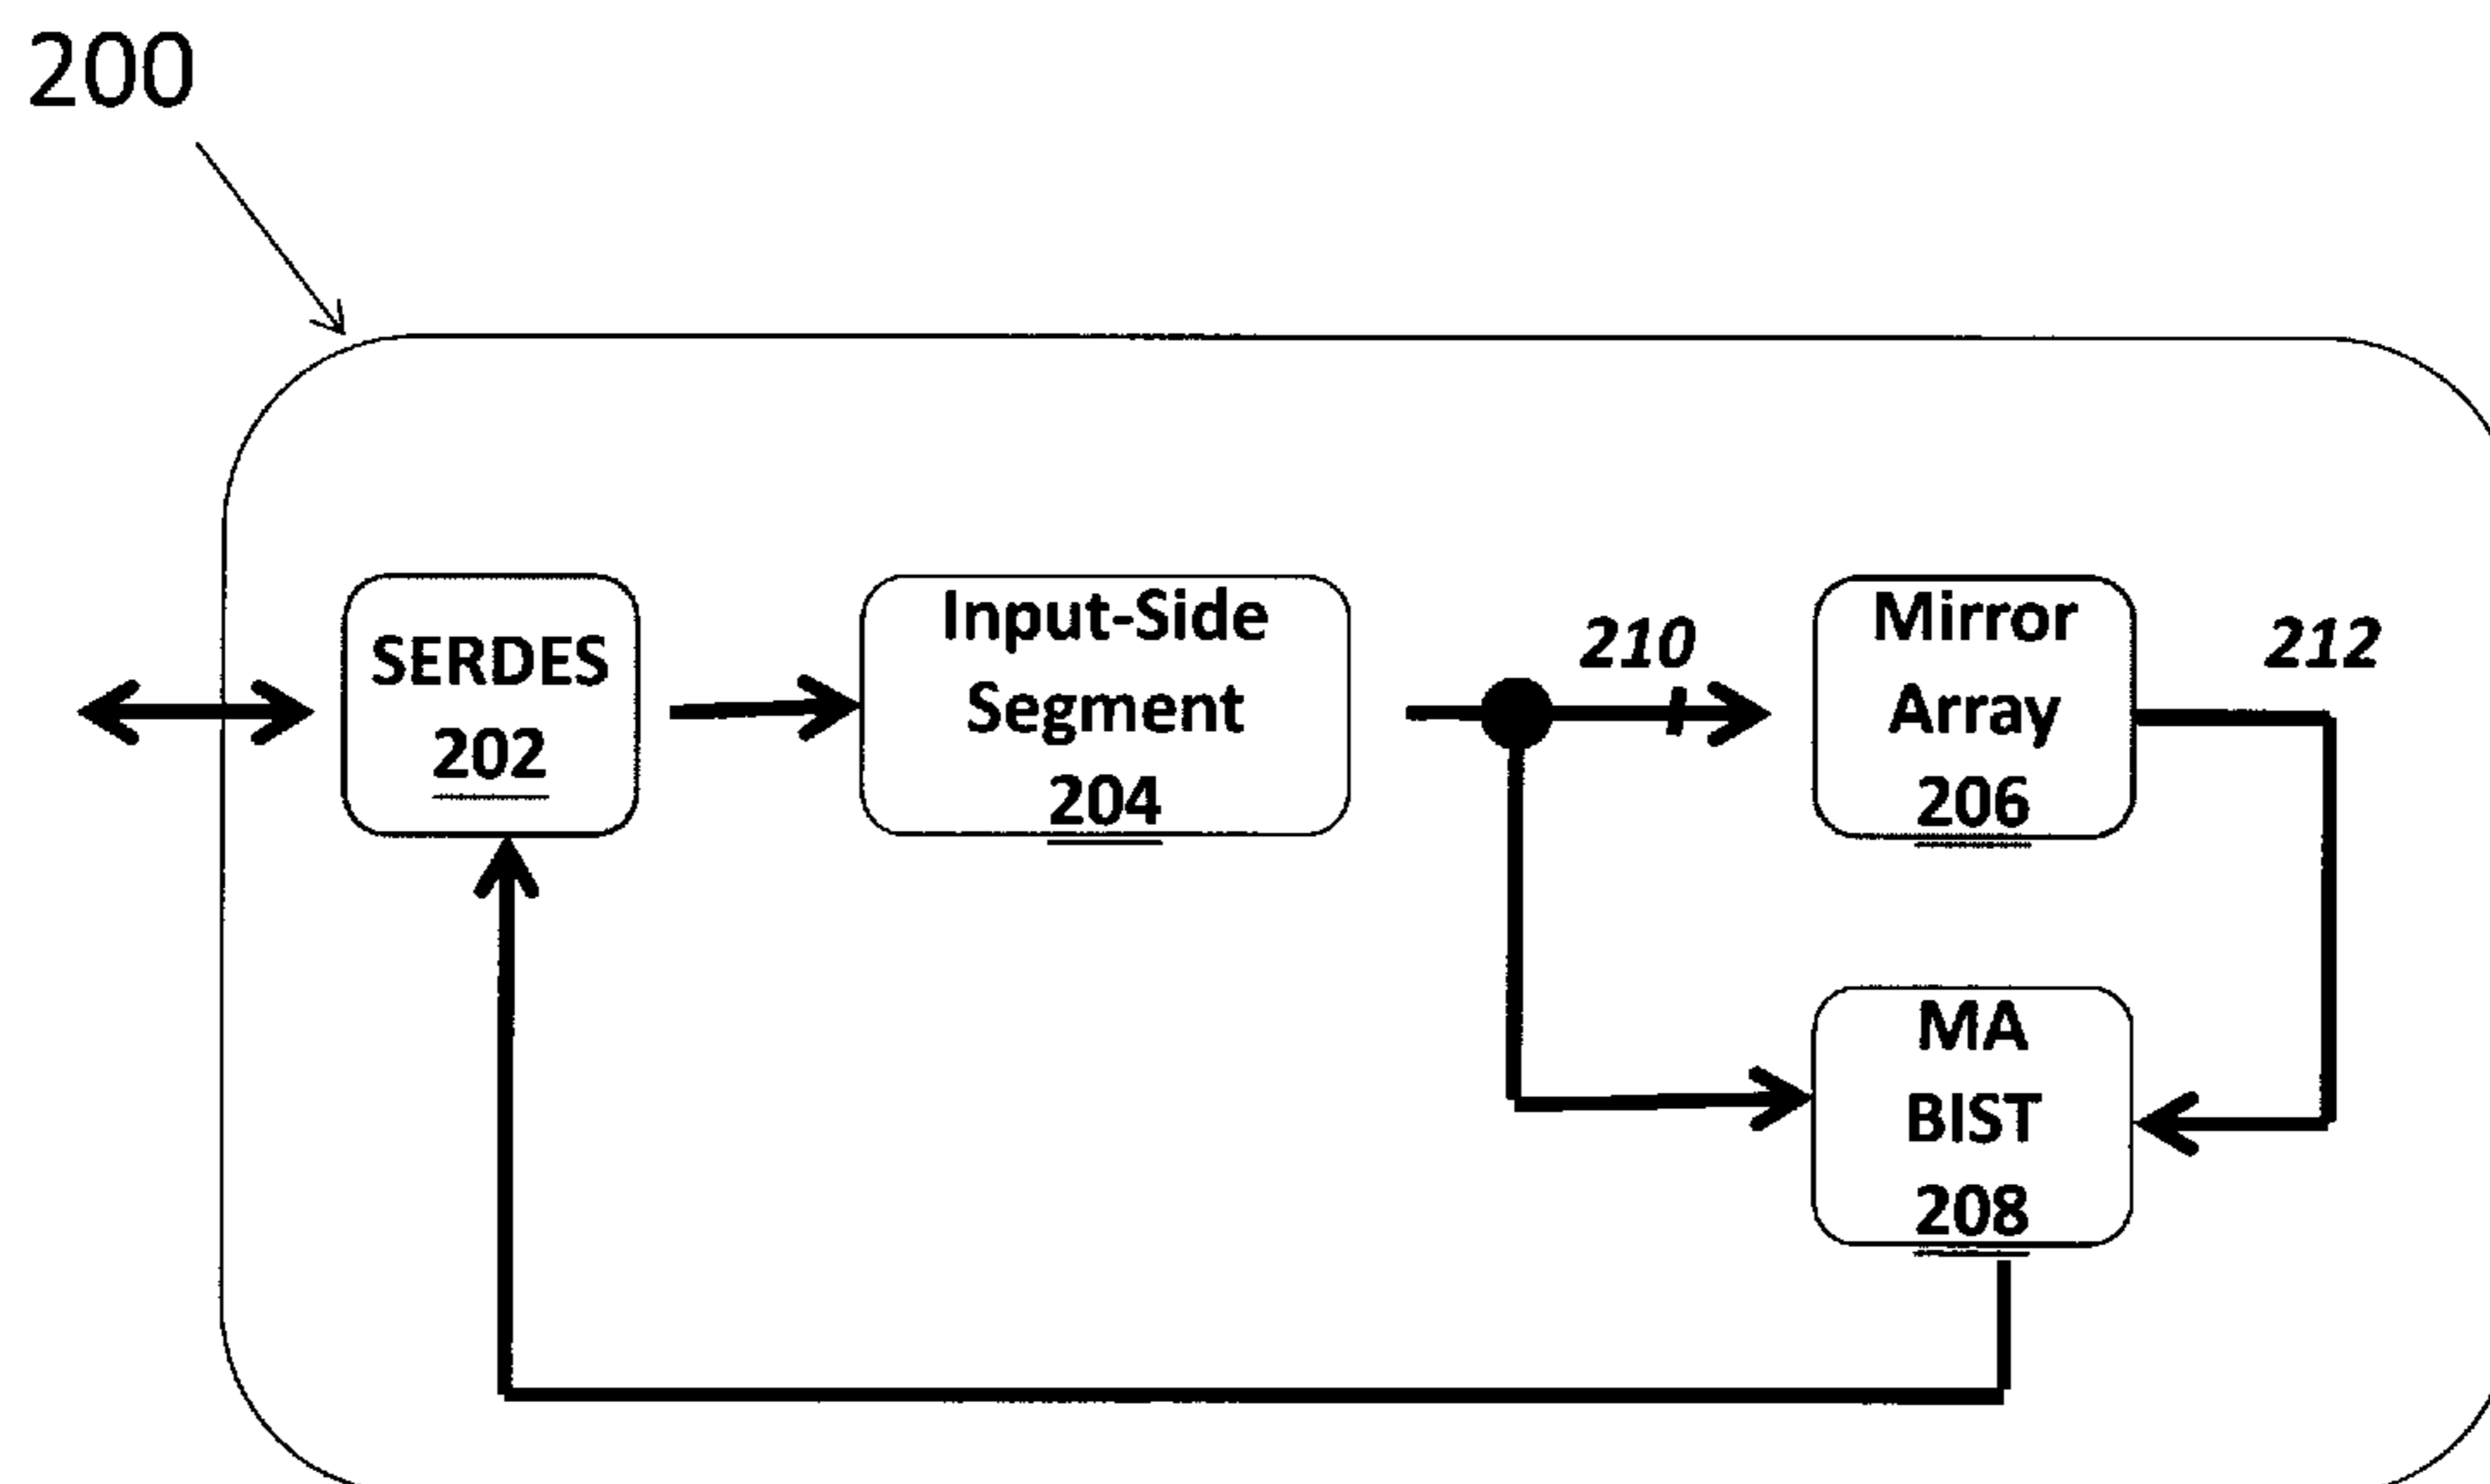 200
SERDES
202
Input-Side
Segment
204
210
Mirror
Array
206
212
MA
BIST
208